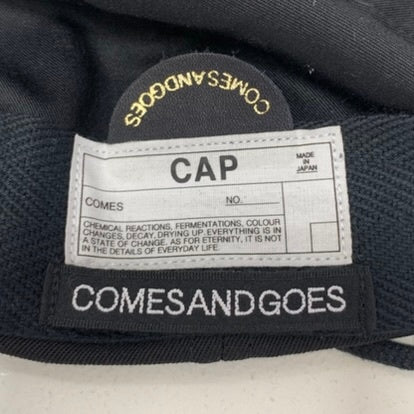 COMESANDGOES
CAP
MADE
IN
JAPAN
COMES NO.
CHEMICAL REACTIONS, FERMENTATIONS, COLOUR
CHANGES, DECAY, DRYING UP. EVERYTHING IS IN
A STATE OF CHANGE. AS FOR ETERNITY, IT IS NOT
IN THE DETAILS OF EVERYDAY LIFE.
COMESANDGOES